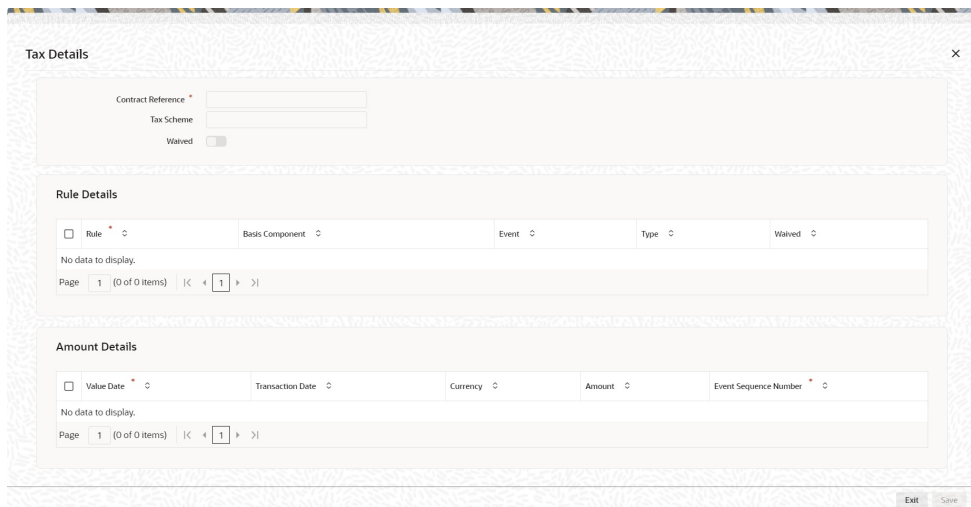 Tax Details
Contract Reference *
Tax Scheme
Waived
Rule Details
Rule * Basis Component Event Type Waived
No data to display.
Page 1 (0 of 0 items) 1
Amount Details
Value Date * Transaction Date Currency Amount Event Sequence Number *
No data to display.
Page 1 (0 of 0 items) 1
Exit Save